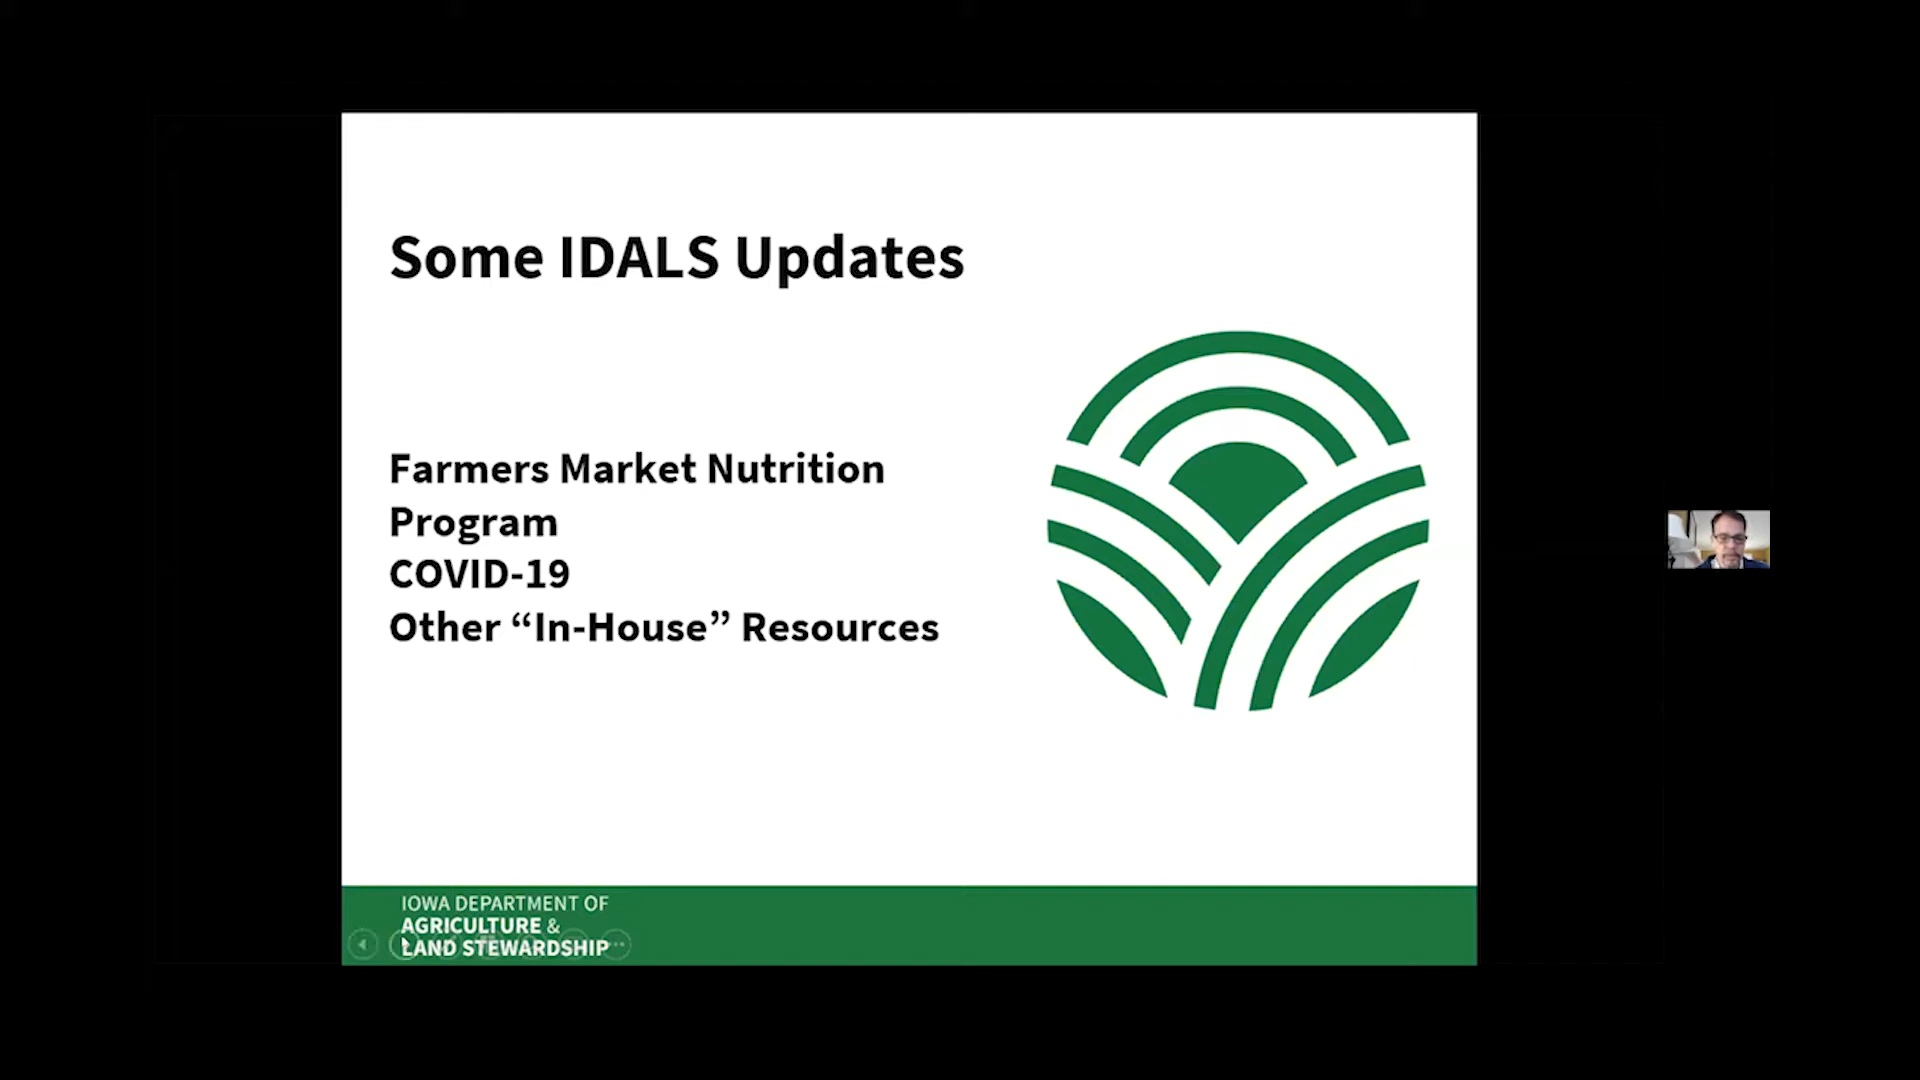 Some IDALS Updates
Farmers Market Nutrition
Program
COVID-19
Other “In-House” Resources
IOWA DEPARTMENT OF
AGRICULTURE &
LAND STEWARDSHIP